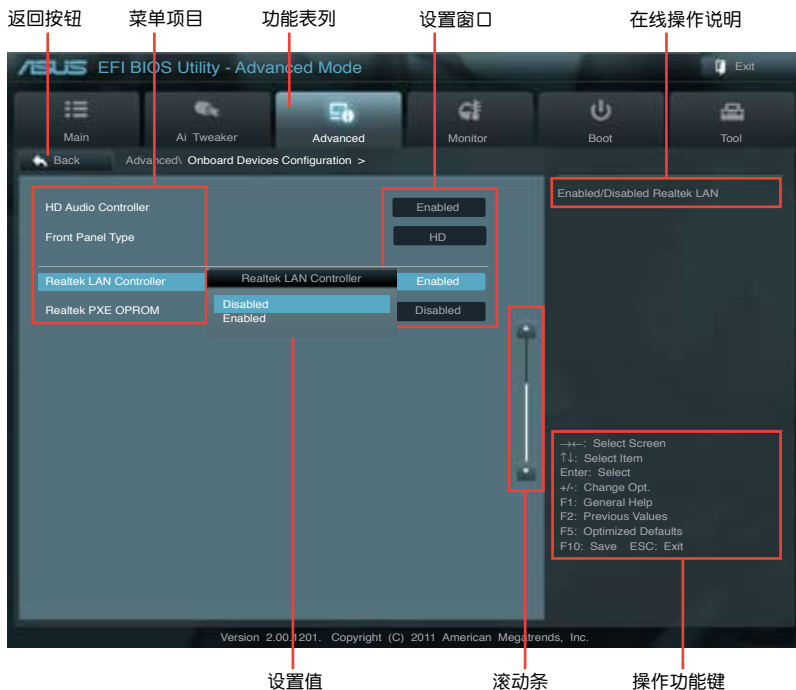 返回按钮 菜单项目 功能表列 设置窗口 在线操作说明
ASUS EFI BIOS Utility - Advanced Mode Exit
Main Ai Tweaker Advanced Monitor Boot Tool
Back Advanced\ Onboard Devices Configuration >
Enabled/Disabled Realtek LAN
HD Audio Controller Enabled
Front Panel Type HD
Realtek LAN Controller Realtek LAN Controller Enabled
Disabled
Enabled
Realtek PXE OPROM Disabled
→←: Select Screen
↑↓: Select Item
Enter: Select
+/-: Change Opt.
F1: General Help
F2: Previous Values
F5: Optimized Defaults
F10: Save ESC: Exit
Version 2.00.1201. Copyright (C) 2011 American Megatrends, Inc.
设置值 滚动条 操作功能键